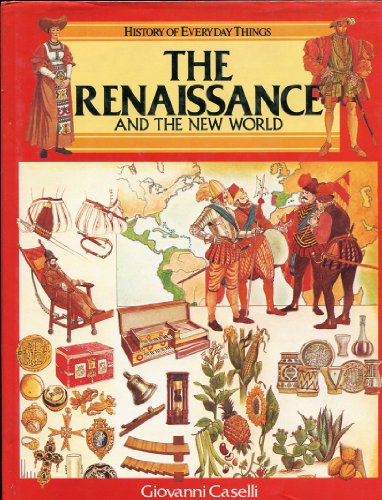 HISTORY OF EVERYDAY THINGS
THE
RENAISSANCE
AND THE NEW WORLD
Giovanni Caselli